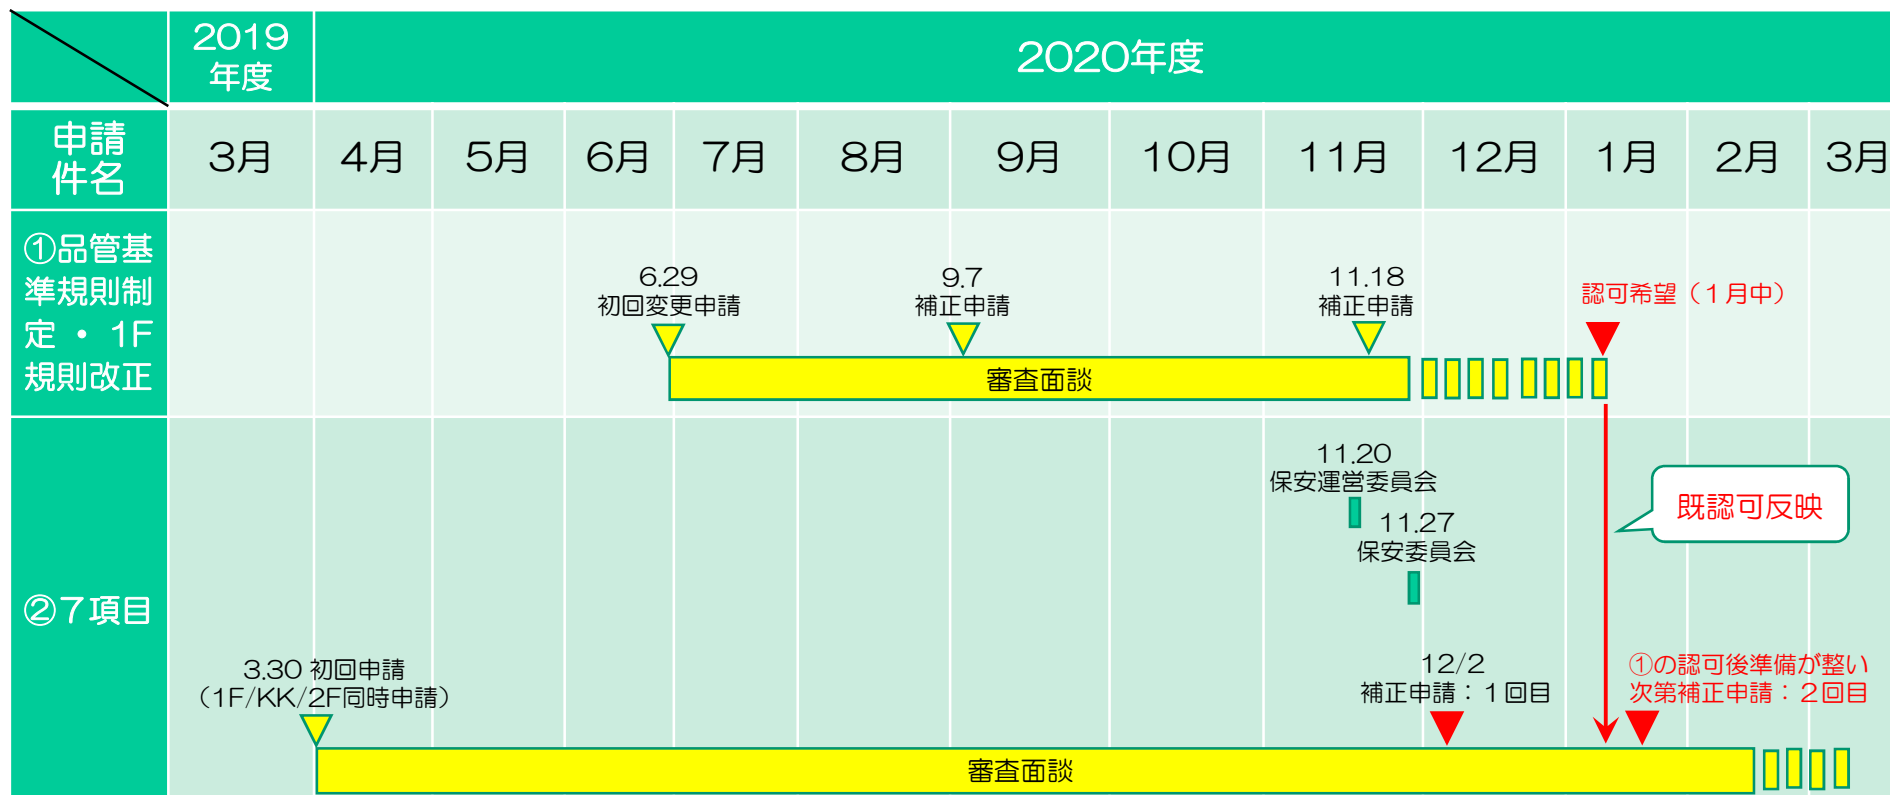 2019
年度
2020年度
申請
件名
3月
4月
5月
6月
7月
8月
9月
10月
11月
12月
1月
2月
3月
①品管基
準規則制
定・1F
規則改正
6.29
初回変更申請
9.7
補正申請
11.18
補正申請
認可希望（１月中）
審査面談
②７項目
11.20
保安運営委員会
11.27
保安委員会
既認可反映
3.30 初回申請
（1F/KK/2F同時申請）
12/2
補正申請：１回目
①の認可後準備が整い
次第補正申請：２回目
審査面談